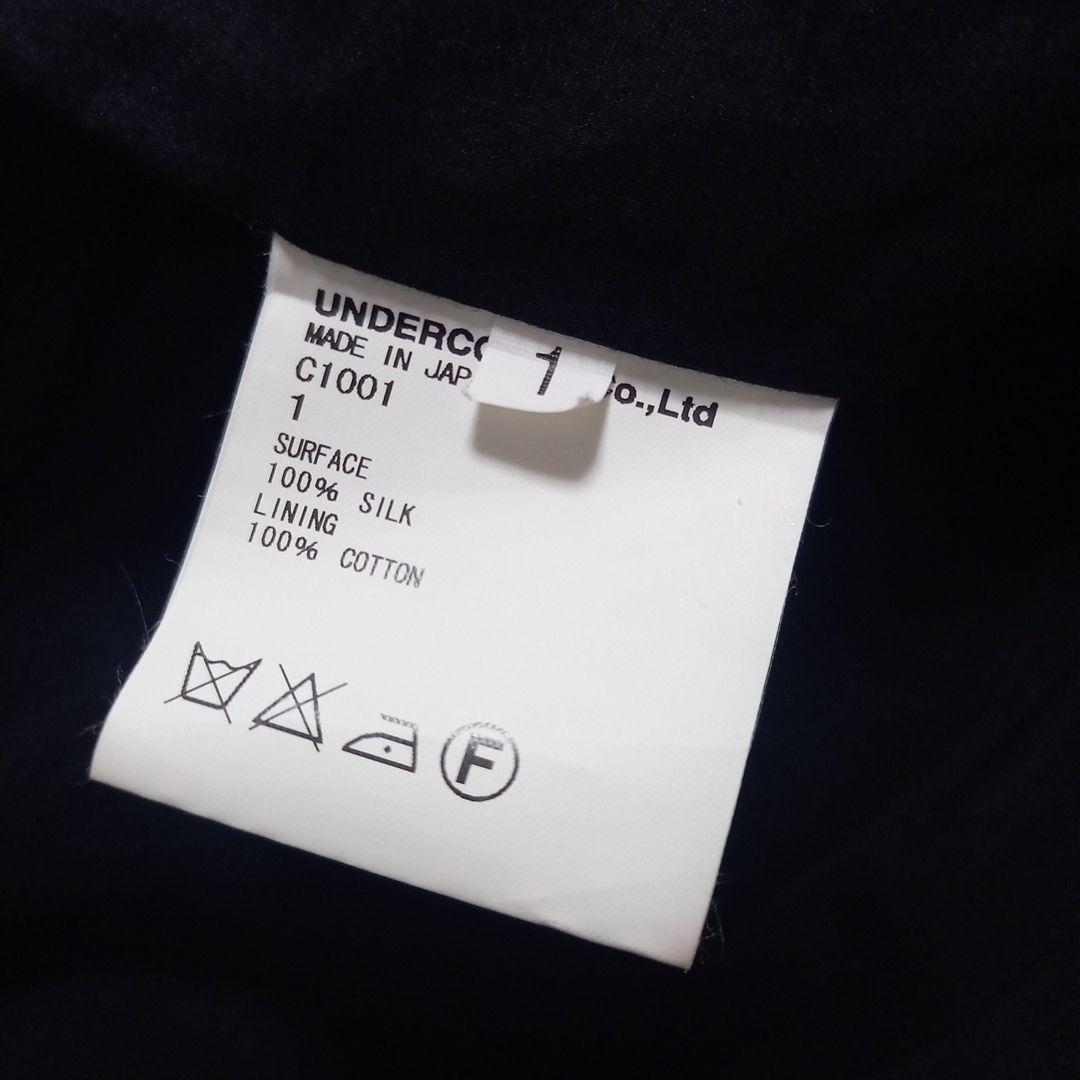 UNDERCO
1
Co.,Ltd
MADE IN JAP
C1001
1
SURFACE
100% SILK
LINING
100% COTTON
F